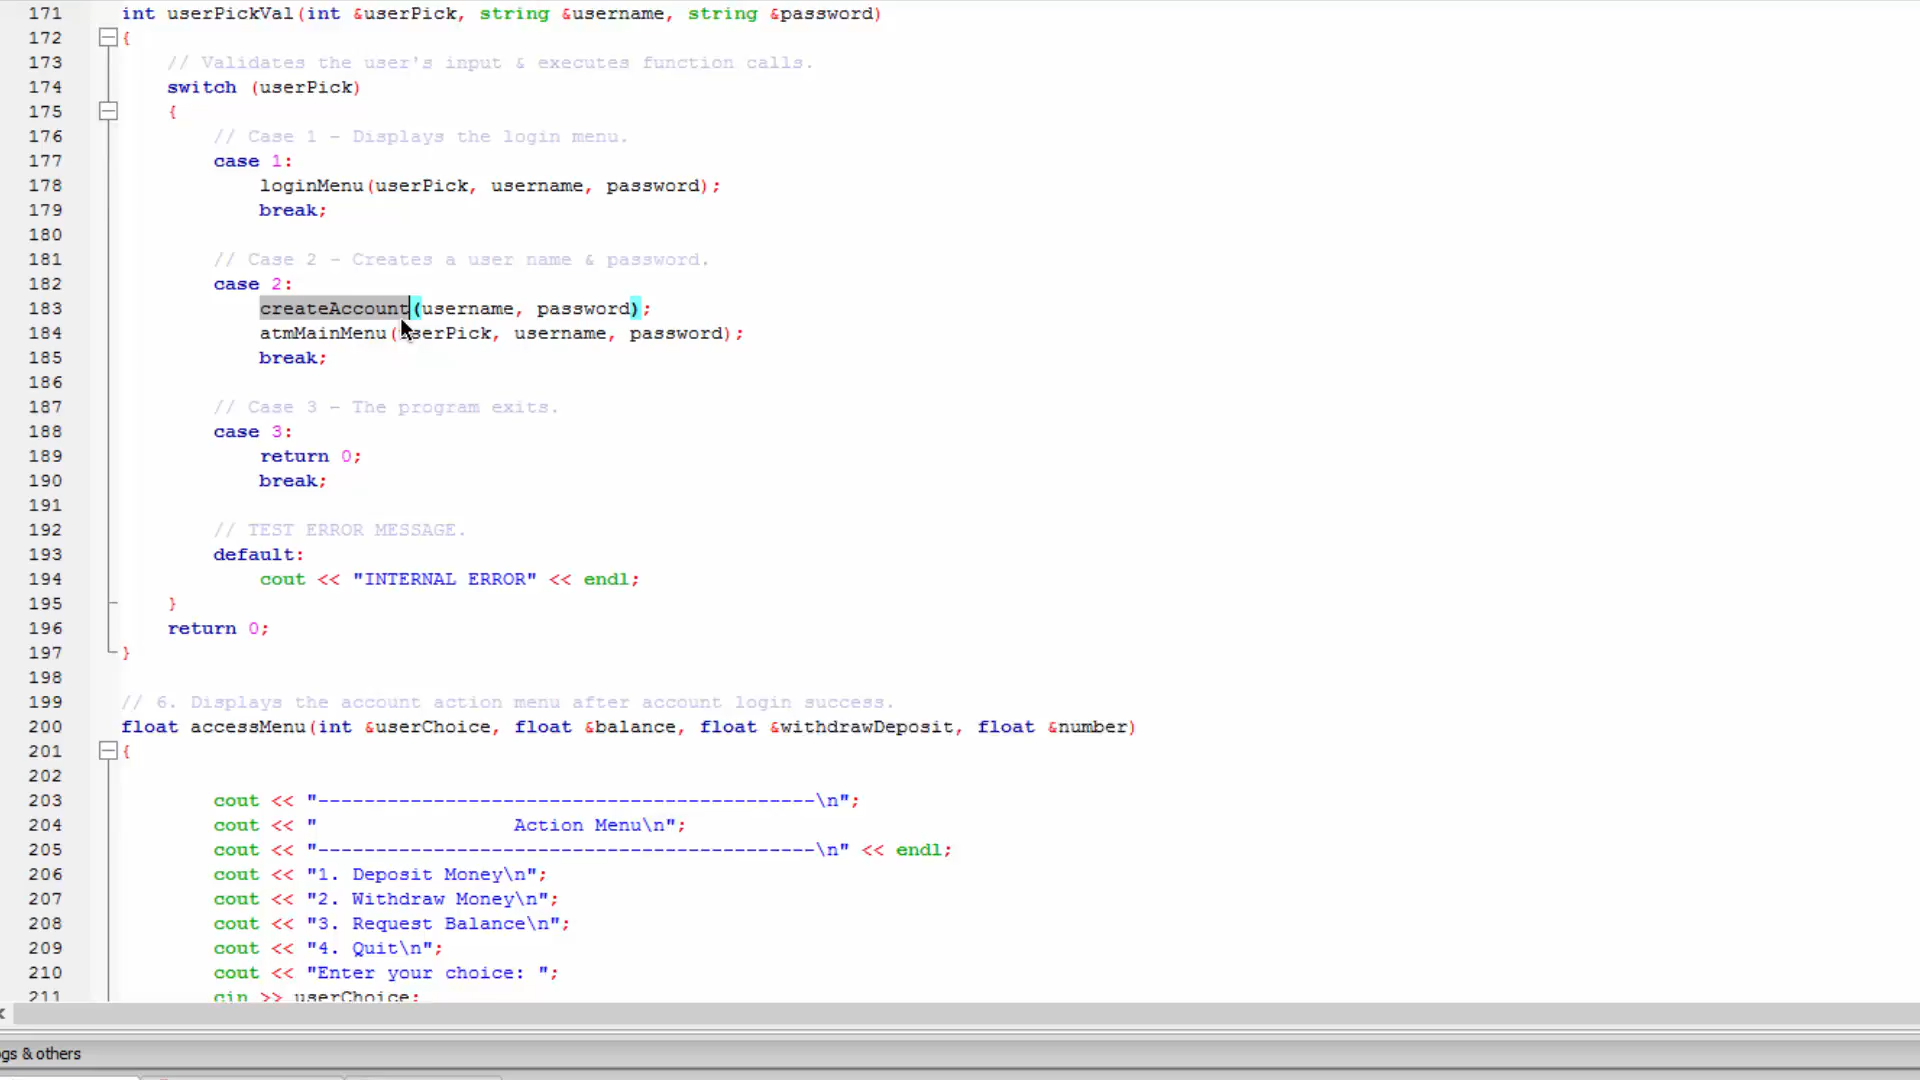 171 int userPickVal(int &userPick, string &username, string &password)
172 {
173 // Validates the user's input & executes function calls.
174 switch (userPick)
175 {
176 // Case 1 - Displays the login menu.
177 case 1:
178 loginMenu(userPick, username, password);
179 break;
180
181 // Case 2 - Creates a user name & password.
182 case 2:
183 createAccount(username, password);
184 atmMainMenu(userPick, username, password);
185 break;
186
187 // Case 3 - The program exits.
188 case 3:
189 return 0;
190 break;
191
192 // TEST ERROR MESSAGE.
193 default:
194 cout << "INTERNAL ERROR" << endl;
195 }
196 return 0;
197 }
198
199 // 6. Displays the account action menu after account login success.
200 float accessMenu(int &userChoice, float &balance, float &withdrawDeposit, float &number)
201 {
202
203 cout << "-------------------------------------------\n";
204 cout << "                 Action Menu\n";
205 cout << "-------------------------------------------\n" << endl;
206 cout << "1. Deposit Money\n";
207 cout << "2. Withdraw Money\n";
208 cout << "3. Request Balance\n";
209 cout << "4. Quit\n";
210 cout << "Enter your choice: ";
211 cin >> userChoice;
gs & others